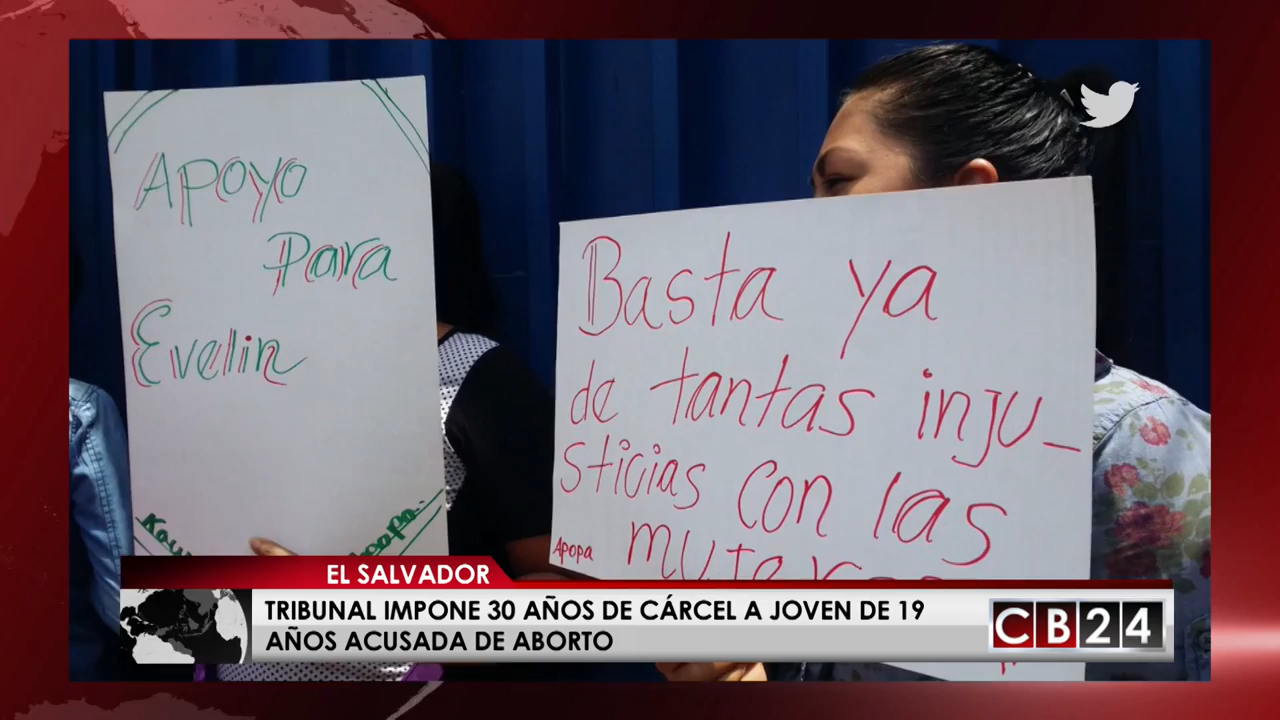 Apoyo
Para
Evelin
Basta ya
de tantas inju_
sticias con las
Apopa
EL SALVADOR
TRIBUNAL IMPONE 30 AÑOS DE CÁRCEL A JOVEN DE 19
AÑOS ACUSADA DE ABORTO
CB24